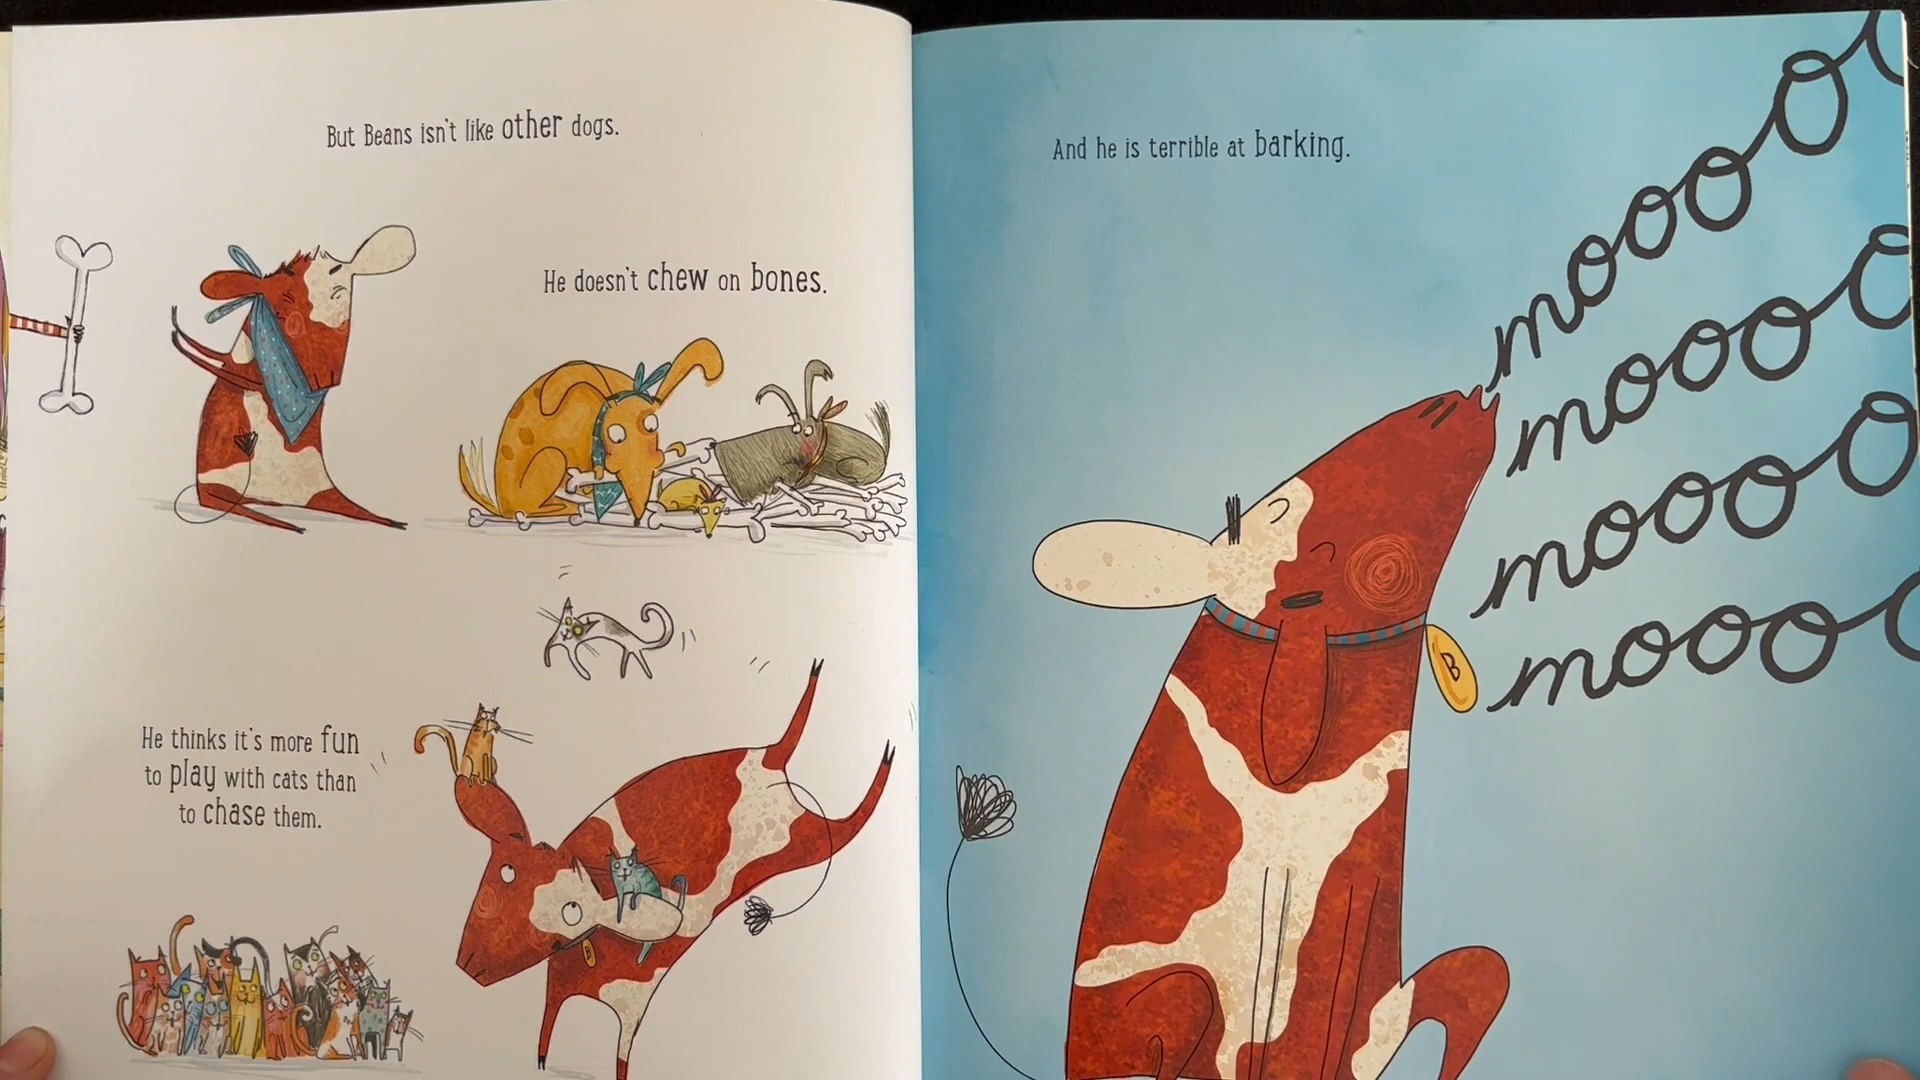 But Beans isn't like other dogs.
He doesn't chew on bones.
He thinks it's more fun
to play with cats than
to chase them.
And he is terrible at barking.
moooo
moooo
moooo
moooo
B
B